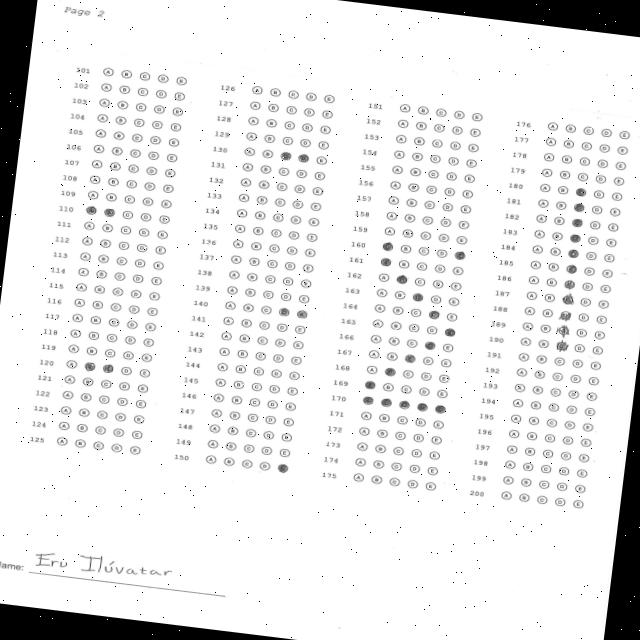 Page 2
101 A B C D E
102 A B C D E
103 A B C D E
104 A B C D E
105 A B C D E
106 A B C D E
107 A B C D E
108 A B C D E
109 A B C D E
110 C D E
111 A B C D E
112 A B C D E
113 A B C D E
114 A B C D E
115 A B C D E
116 A B C D E
117 A B C D E
118 A B C D E
119 A B C D E
120 A D E
121 A B C D E
122 A B C D E
123 A B C D E
124 A B C D E
125 A B C D E
126 A B C D E
127 A B C D E
128 A B C D E
129 A B C D E
130 A B E
131 A B C D E
132 A B C D E
133 A B C D E
134 A B C D E
135 A B C D E
136 A B C D E
137 A B C D E
138 A B C D E
139 A B C D E
140 A B C
141 A B C D E
142 A B C D E
143 A B C D E
144 A B C D E
145 A B C D E
146 A B C D E
147 A B C D E
148 A B C D E
149 A B C D E
150 A B C D
151 A B C D E
152 A B C D E
153 A B C D E
154 A B C D E
155 A B C D E
156 A B C D E
157 A B C D E
158 A B C D E
159 A B C D E
160 B C D
161 B C D E
162 A C D E
163 A B D E
164 A B C E
165 A B C D
166 A B C E
167 A B D E
168 A C D E
169 B C D E
170
171 A B C D E
172 A B C D E
173 A B C D E
174 A B C D E
175 A B C D E
176 A B C D E
177 A B C D E
178 A B C D E
179 A B C D E
180 A B D E
181 A B D E
182 A B D E
183 A B D E
184 A B D E
185 A B D E
186 A B D E
187 A B D E
188 A B D E
189 A B D E
190 A B D E
191 A B C D E
192 A B C D E
193 A B C D E
194 A B C D E
195 A B C D E
196 A B C D E
197 A B C D E
198 A B C D E
199 A B C D E
200 A B C D E
Name: Eru Ilúvatar